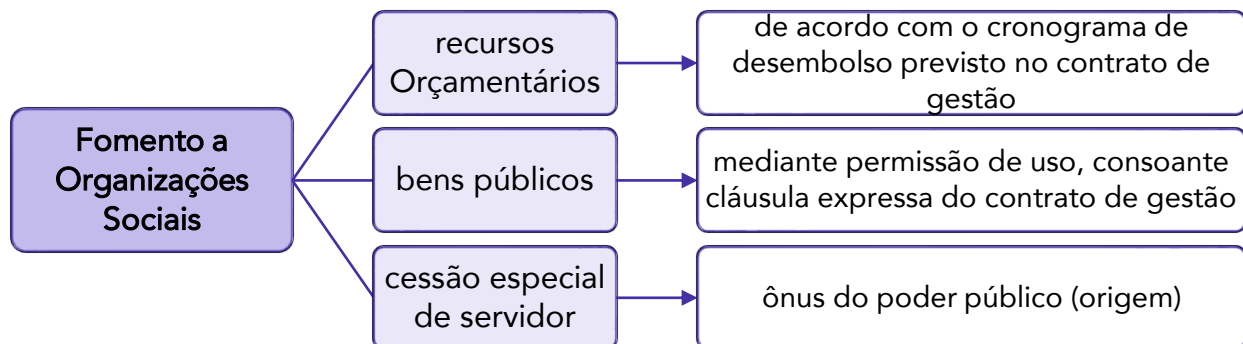 Fomento a
Organizações
Sociais
recursos
Orçamentários
de acordo com o cronograma de
desembolso previsto no contrato de
gestão
bens públicos
mediante permissão de uso, consoante
cláusula expressa do contrato de gestão
cessão especial
de servidor
ônus do poder público (origem)